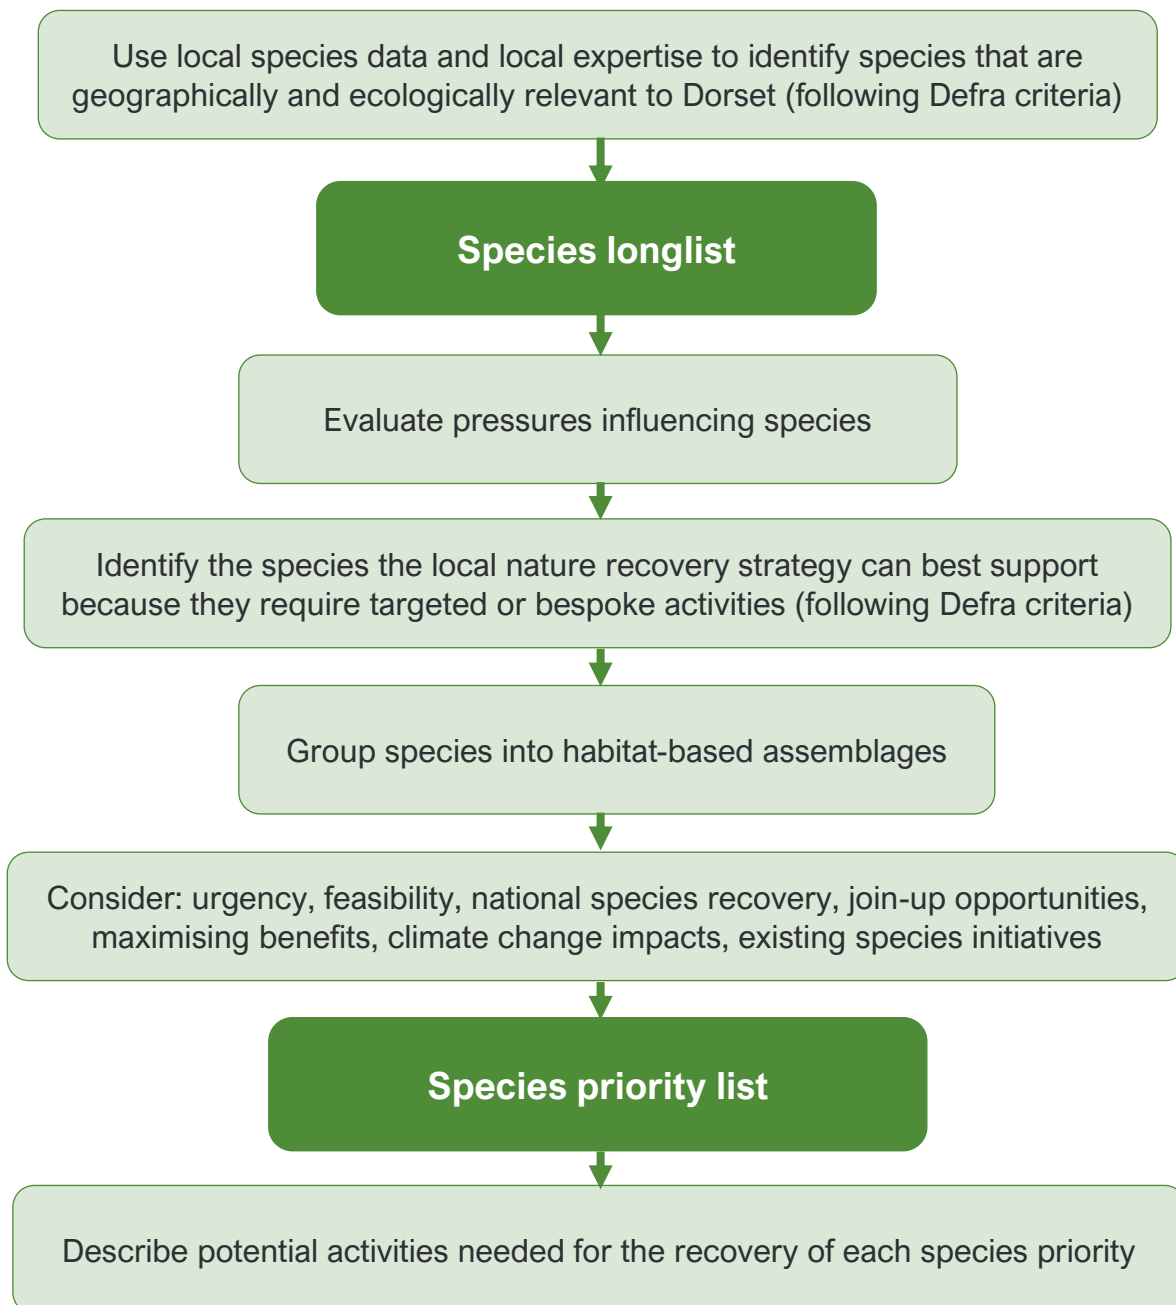 Use local species data and local expertise to identify species that are
geographically and ecologically relevant to Dorset (following Defra criteria)
Species longlist
Evaluate pressures influencing species
Identify the species the local nature recovery strategy can best support
because they require targeted or bespoke activities (following Defra criteria)
Group species into habitat-based assemblages
Consider: urgency, feasibility, national species recovery, join-up opportunities,
maximising benefits, climate change impacts, existing species initiatives
Species priority list
Describe potential activities needed for the recovery of each species priority